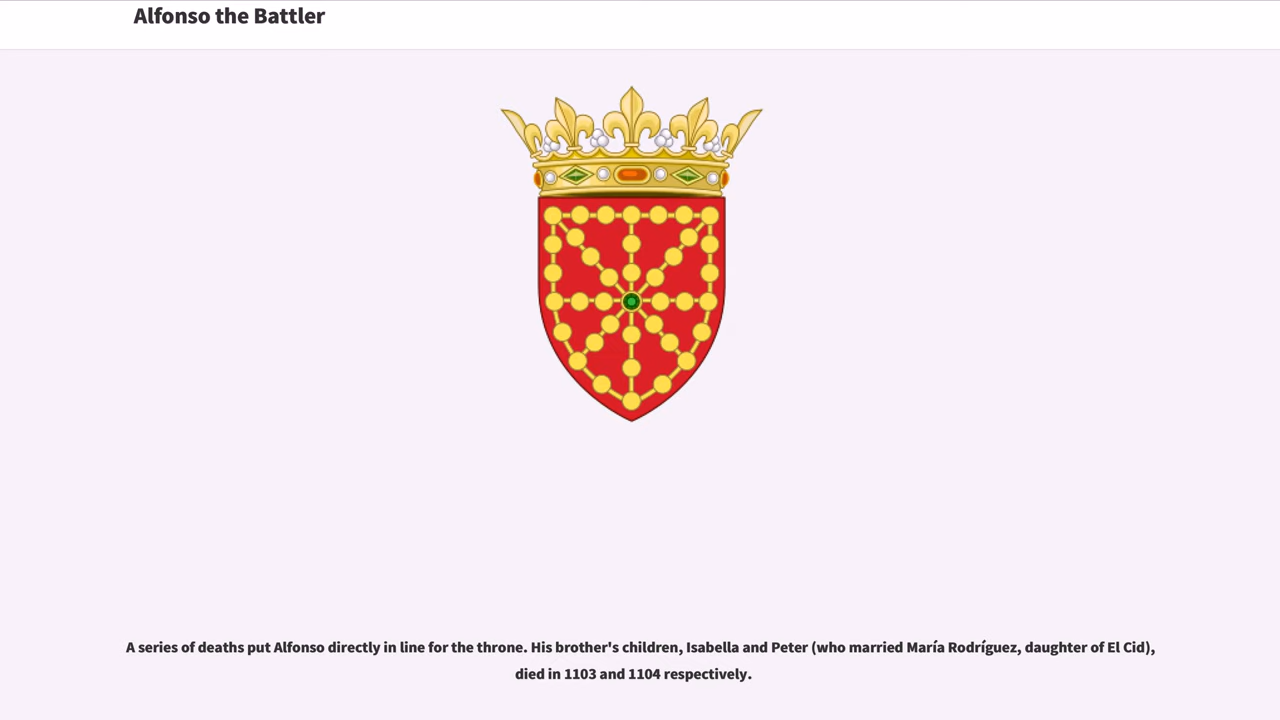 Alfonso the Battler
A series of deaths put Alfonso directly in line for the throne. His brother's children, Isabella and Peter (who married María Rodríguez, daughter of El Cid),
died in 1103 and 1104 respectively.